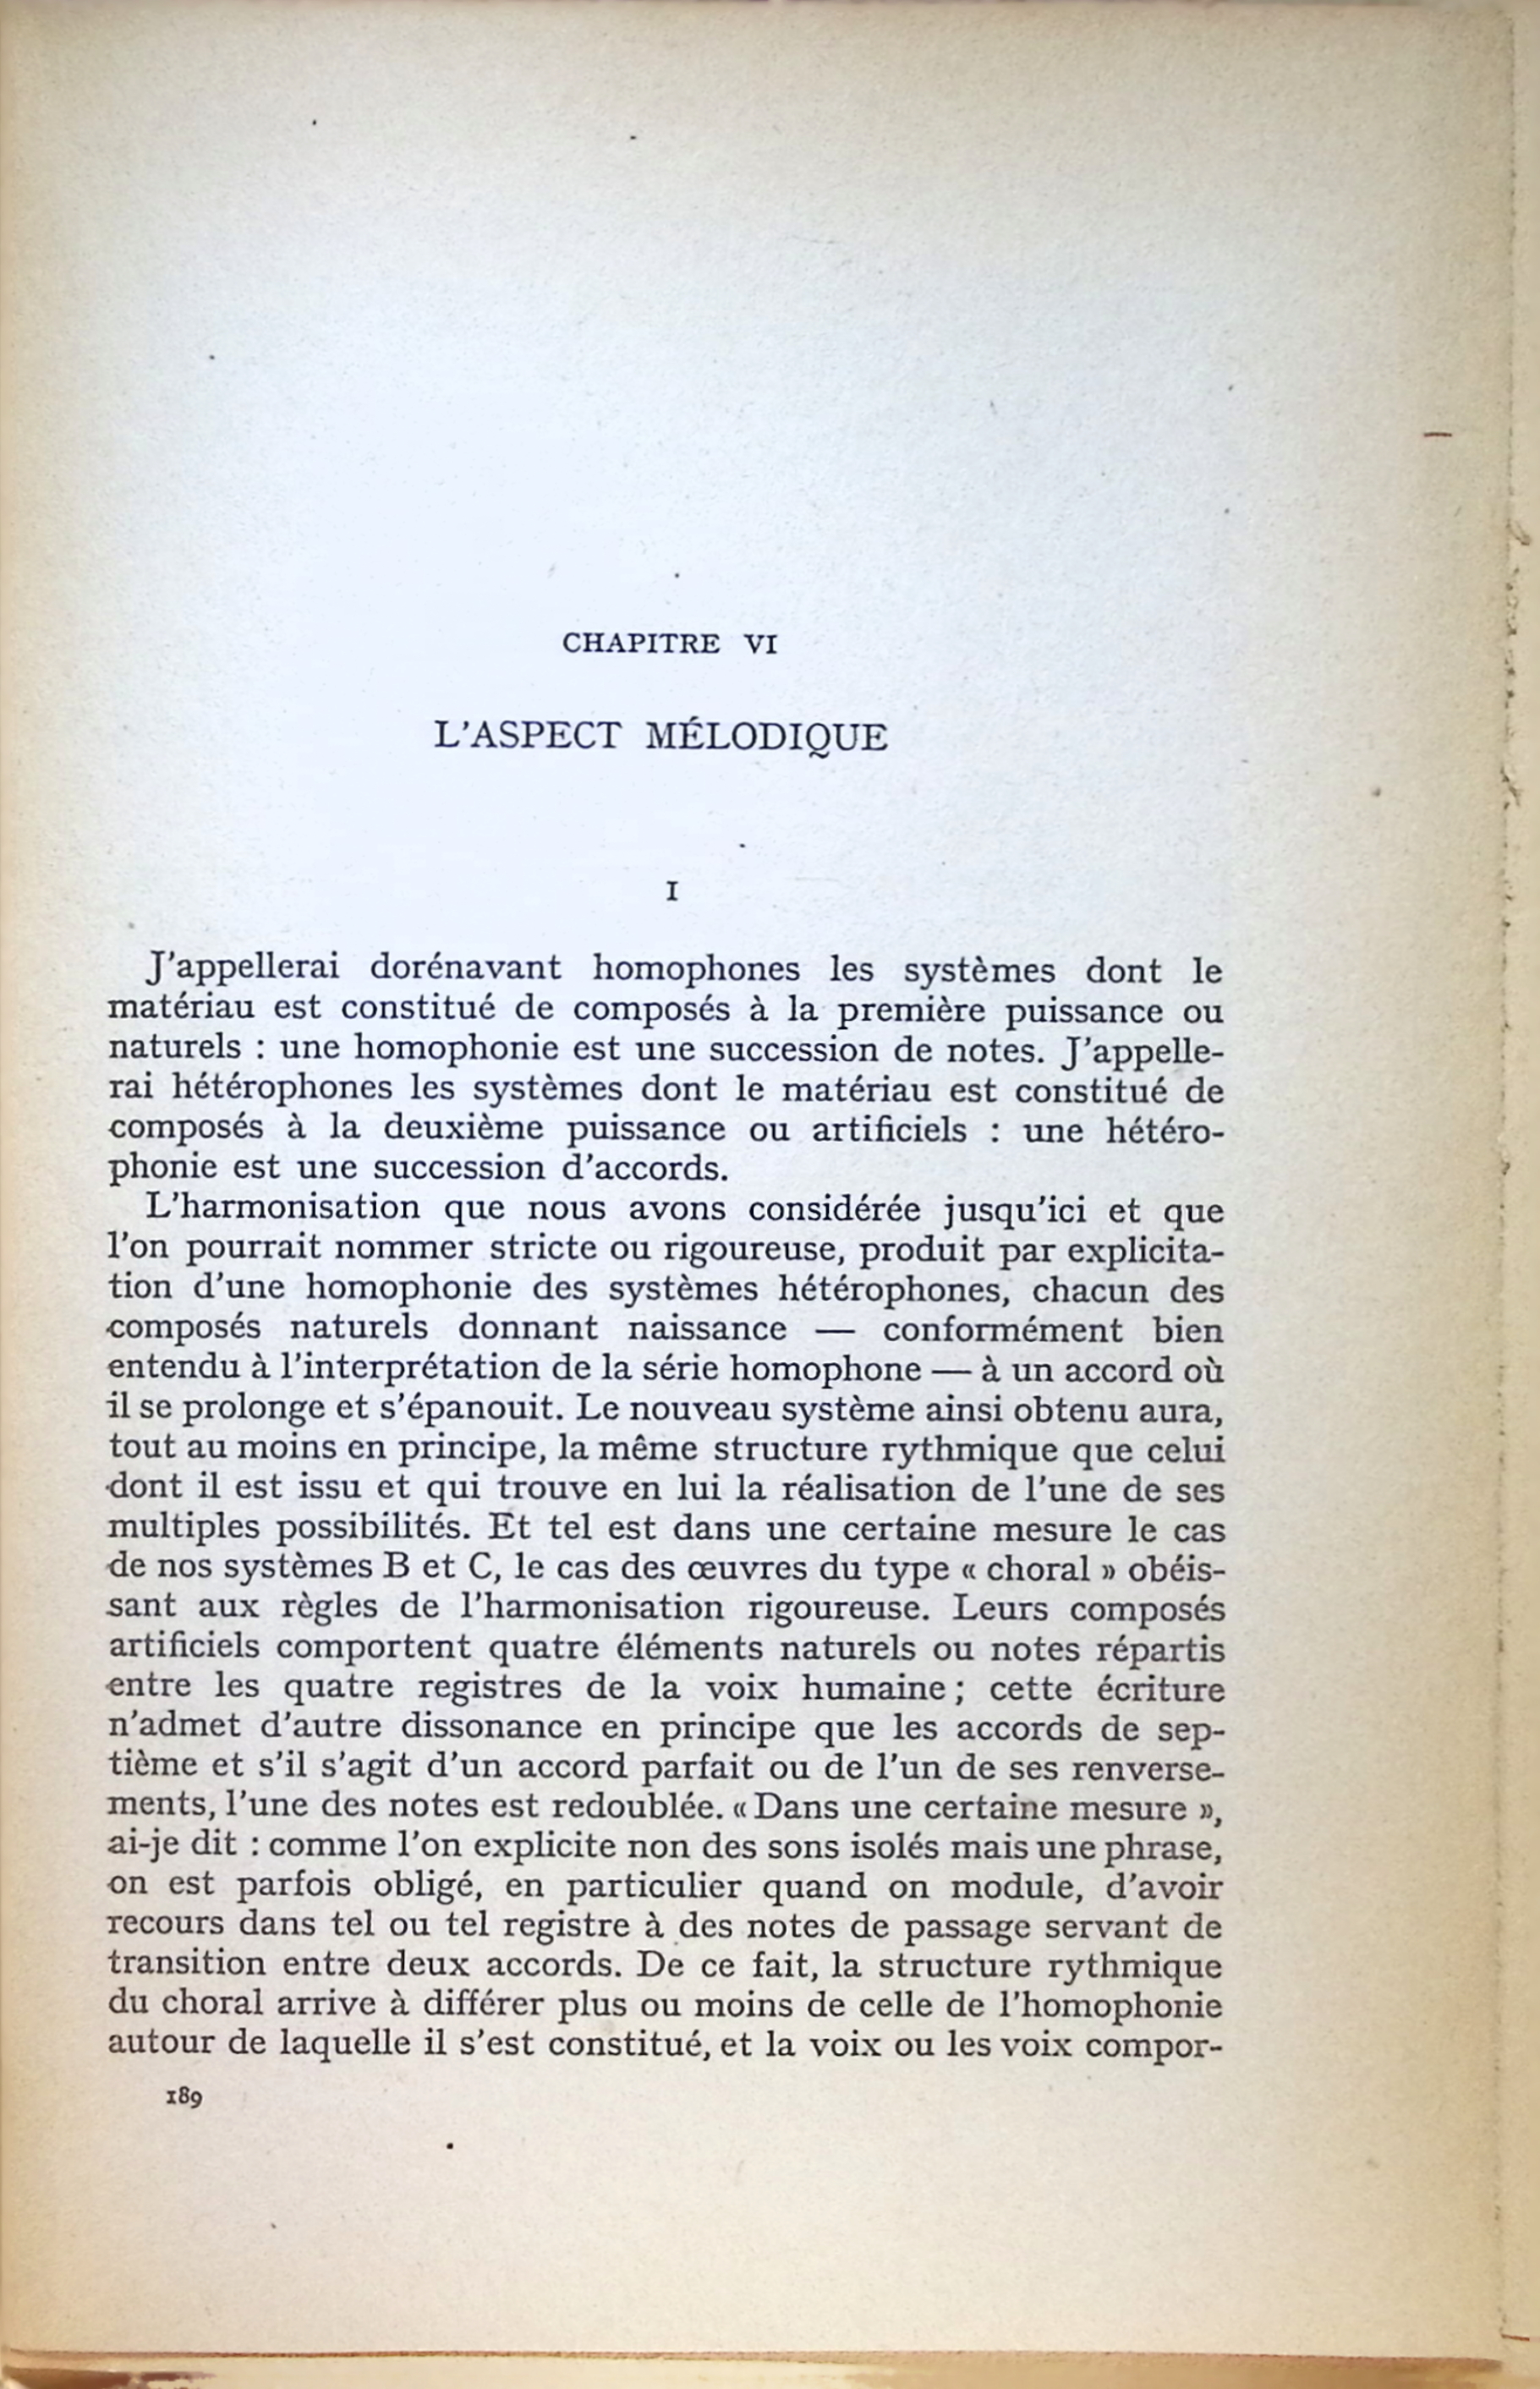 CHAPITRE VI
L'ASPECT MÉLODIQUE
I
J'appellerai dorénavant homophones les systèmes dont le
matériau est constitué de composés à la première puissance ou
naturels : une homophonie est une succession de notes. J'appelle-
rai hétérophones les systèmes dont le matériau est constitué de
composés à la deuxième puissance ou artificiels : une hétéro-
phonie est une succession d'accords.
L'harmonisation que nous avons considérée jusqu'ici et que
l'on pourrait nommer stricte ou rigoureuse, produit par explicita-
tion d'une homophonie des systèmes hétérophones, chacun des
composés naturels donnant naissance — conformément bien
entendu à l'interprétation de la série homophone — à un accord où
il se prolonge et s'épanouit. Le nouveau système ainsi obtenu aura,
tout au moins en principe, la même structure rythmique que celui
dont il est issu et qui trouve en lui la réalisation de l'une de ses
multiples possibilités. Et tel est dans une certaine mesure le cas
de nos systèmes B et C, le cas des œuvres du type « choral » obéis-
sant aux règles de l'harmonisation rigoureuse. Leurs composés
artificiels comportent quatre éléments naturels ou notes répartis
entre les quatre registres de la voix humaine ; cette écriture
n'admet d'autre dissonance en principe que les accords de sep-
tième et s'il s'agit d'un accord parfait ou de l'un de ses renverse-
ments, l'une des notes est redoublée. « Dans une certaine mesure »,
ai-je dit : comme l'on explicite non des sons isolés mais une phrase,
on est parfois obligé, en particulier quand on module, d'avoir
recours dans tel ou tel registre à des notes de passage servant de
transition entre deux accords. De ce fait, la structure rythmique
du choral arrive à différer plus ou moins de celle de l'homophonie
autour de laquelle il s'est constitué, et la voix ou les voix compor-
189